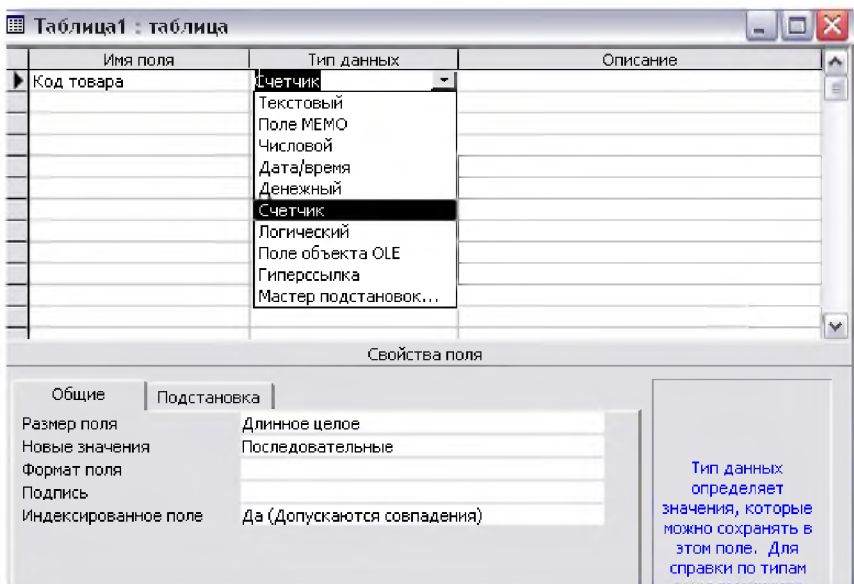 Таблица1 : таблица
Имя поля Тип данных Описание
Код товара Счетчик
Текстовый
Поле МЕМО
Числовой
Дата/время
Денежный
Счетчик
Логический
Поле объекта OLE
Гиперссылка
Мастер подстановок...
Свойства поля
Общие Подстановка
Размер поля Длинное целое
Новые значения Последовательные
Формат поля
Подпись
Индексированное поле Да (Допускаются совпадения)
Тип данных
определяет
значения, которые
можно сохранять в
этом поле. Для
справки по типам